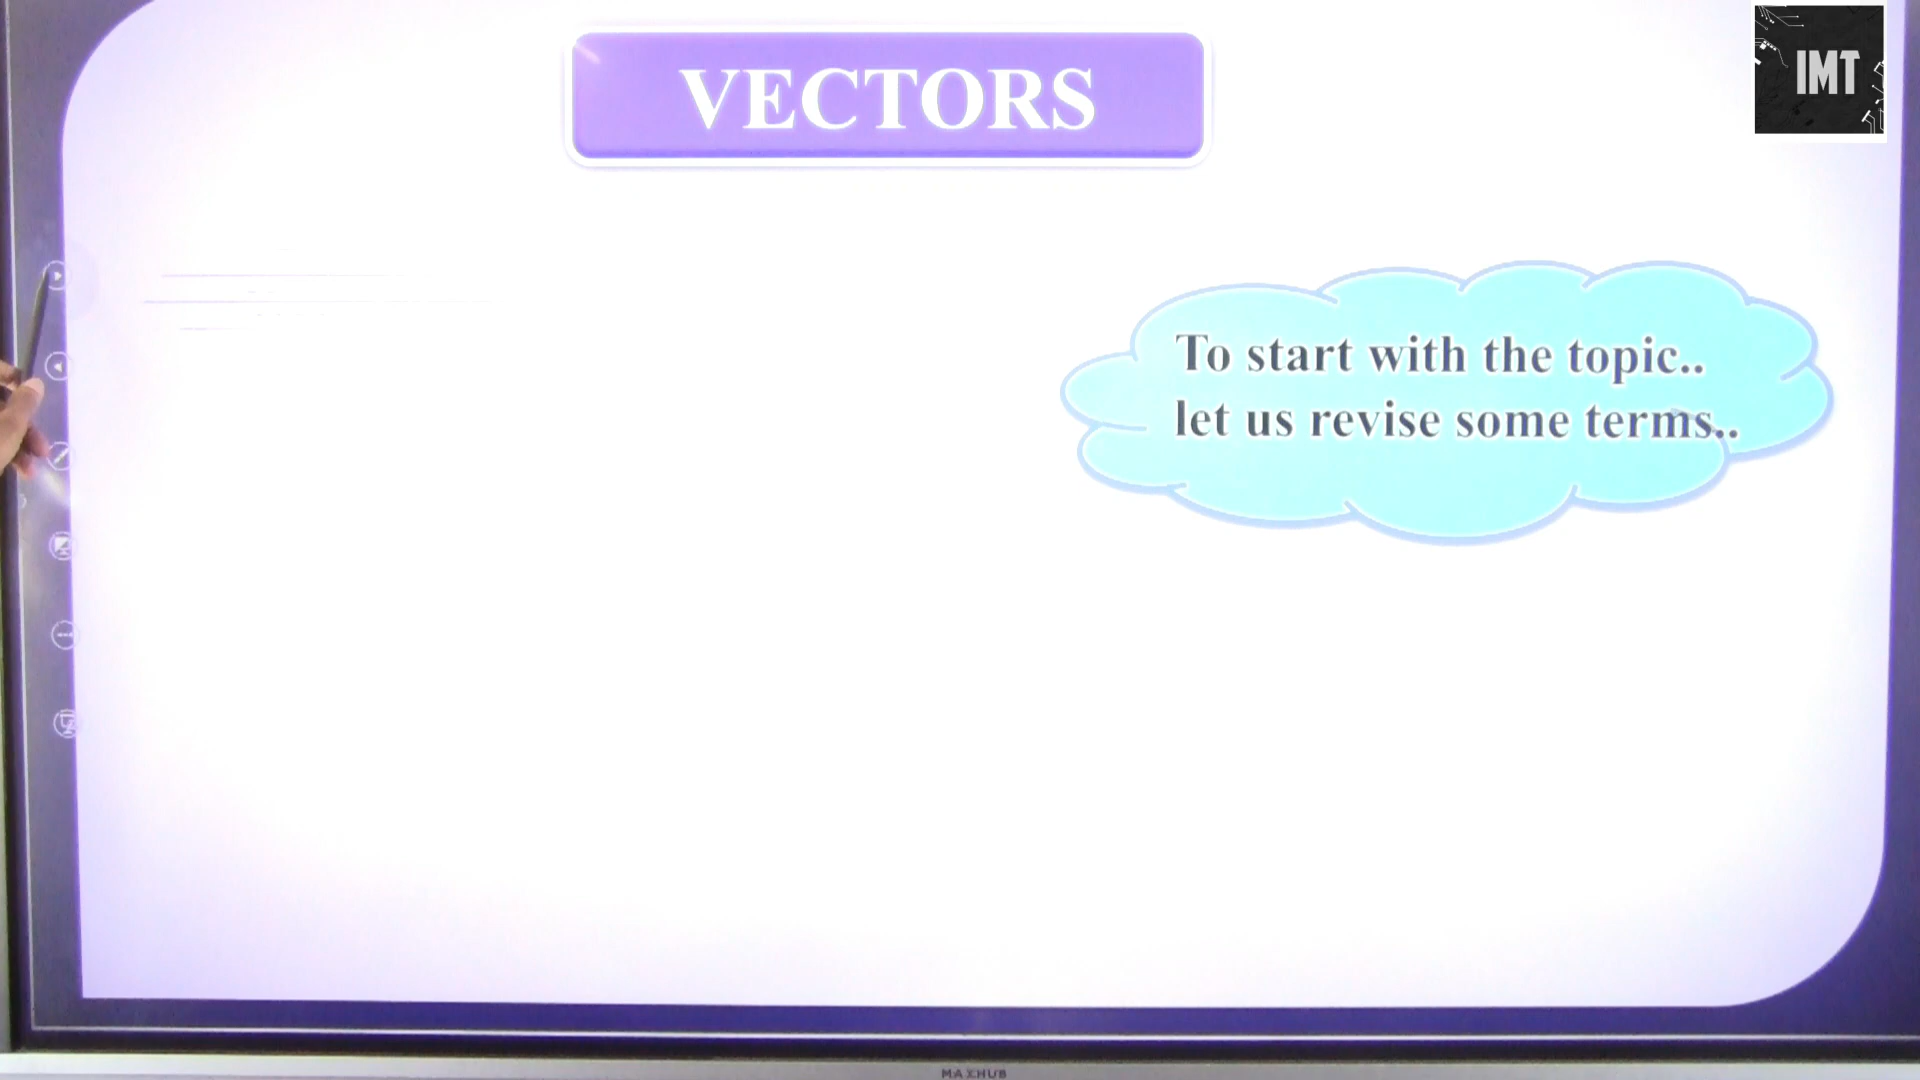 VECTORS
IMT
To start with the topic..
let us revise some terms..
MAXHUB